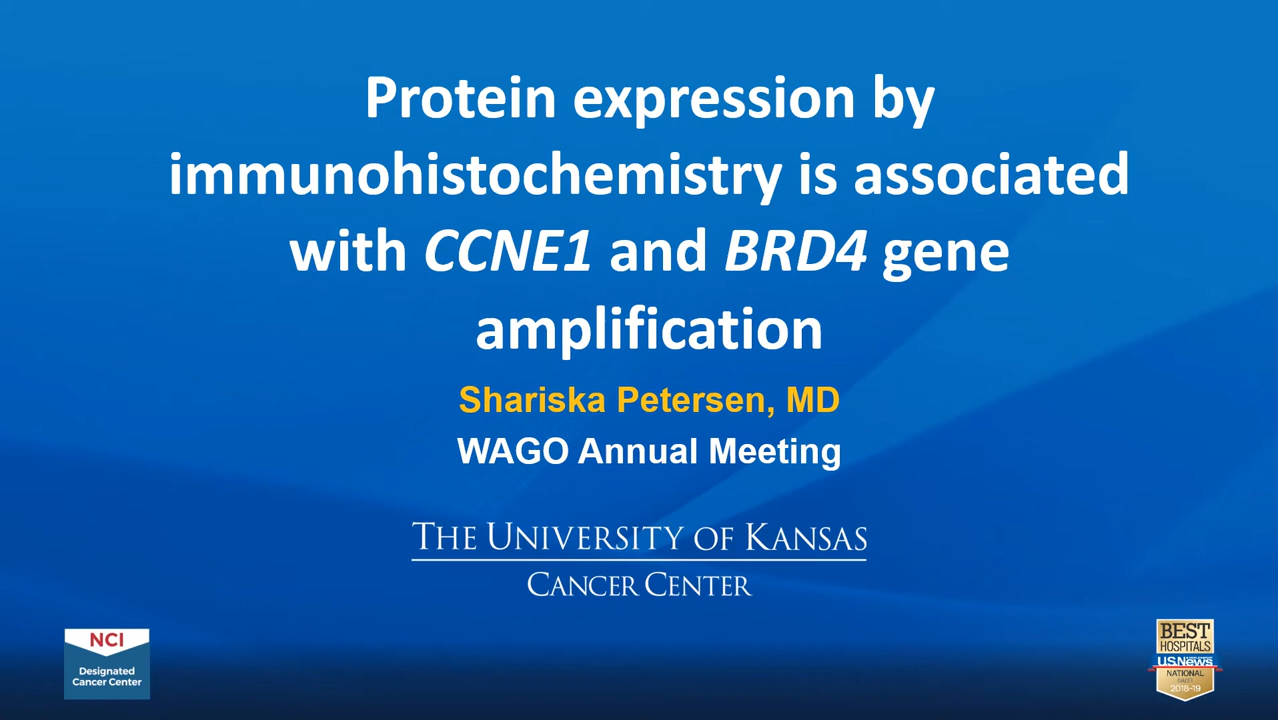 Protein expression by
immunohistochemistry is associated
with CCNE1 and BRD4 gene
amplification
Shariska Petersen, MD
WAGO Annual Meeting
THE UNIVERSITY OF KANSAS
CANCER CENTER
NCI
Designated
Cancer Center
BEST
HOSPITALS
U.S.News
NATIONAL
2018-19